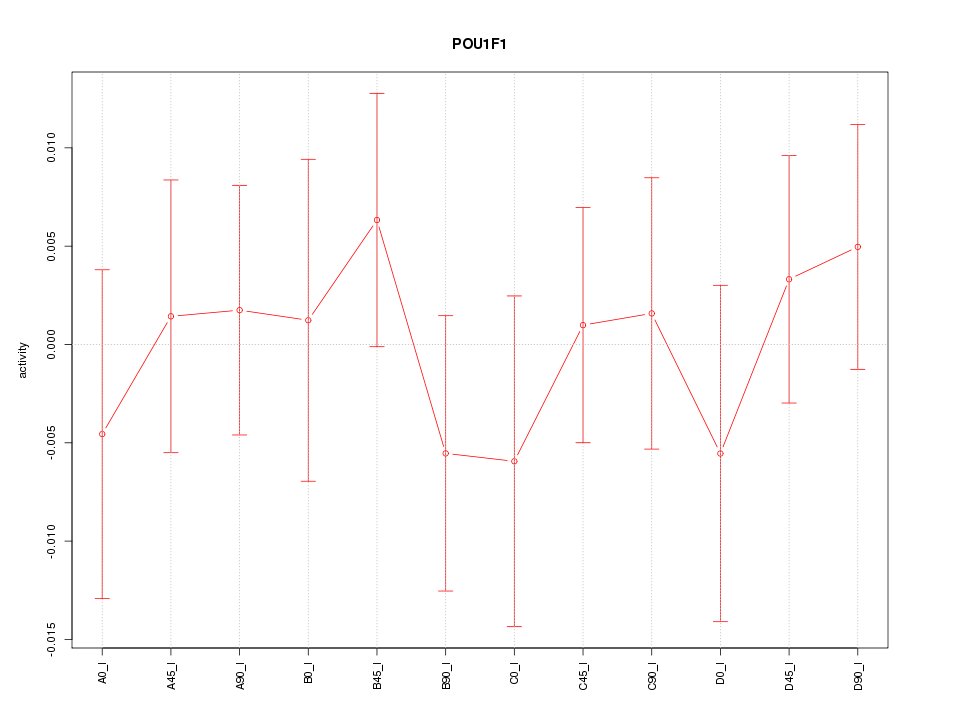 POU1F1
activity
0.010
0.005
0.000
-0.005
-0.010
-0.015
A0_I
A45_I
A90_I
B0_I
B45_I
B90_I
C0_I
C45_I
C90_I
D0_I
D45_I
D90_I